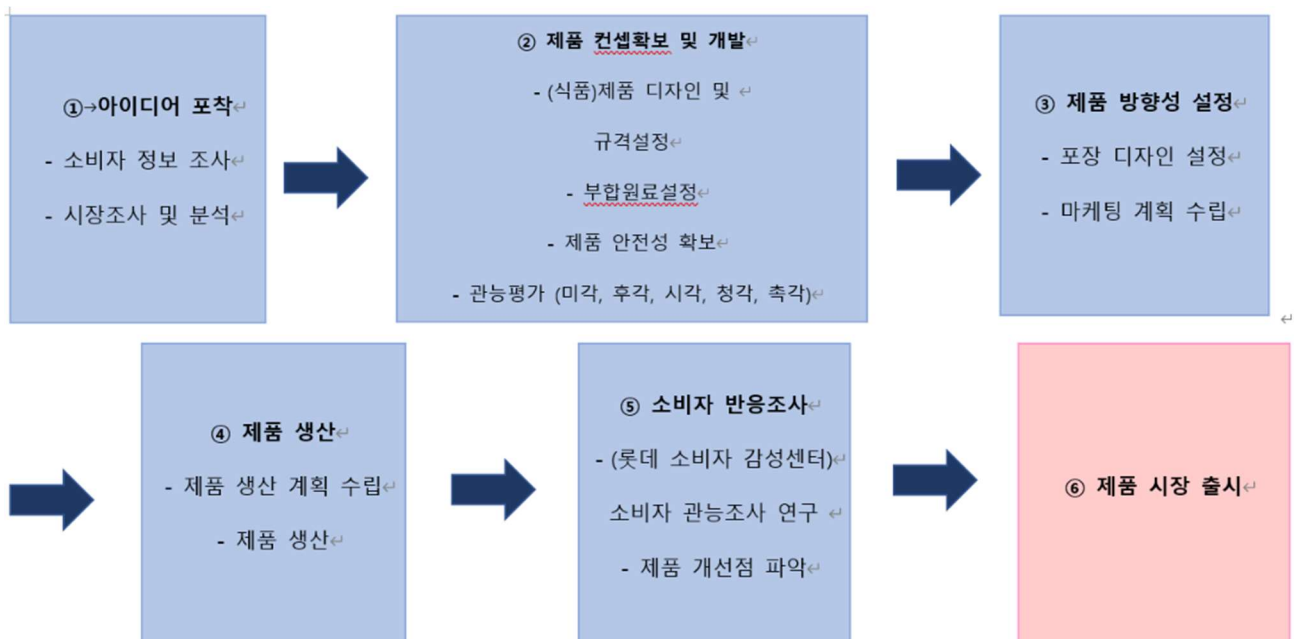 ①→아이디어 포착
- 소비자 정보 조사
- 시장조사 및 분석
② 제품 컨셉확보 및 개발
- (식품)제품 디자인 및
규격설정
- 부합원료설정
- 제품 안전성 확보
- 관능평가 (미각, 후각, 시각, 청각, 촉각)
③ 제품 방향성 설정
- 포장 디자인 설정
- 마케팅 계획 수립
④ 제품 생산
- 제품 생산 계획 수립
- 제품 생산
⑤ 소비자 반응조사
- (롯데 소비자 감성센터)
소비자 관능조사 연구
- 제품 개선점 파악
⑥ 제품 시장 출시